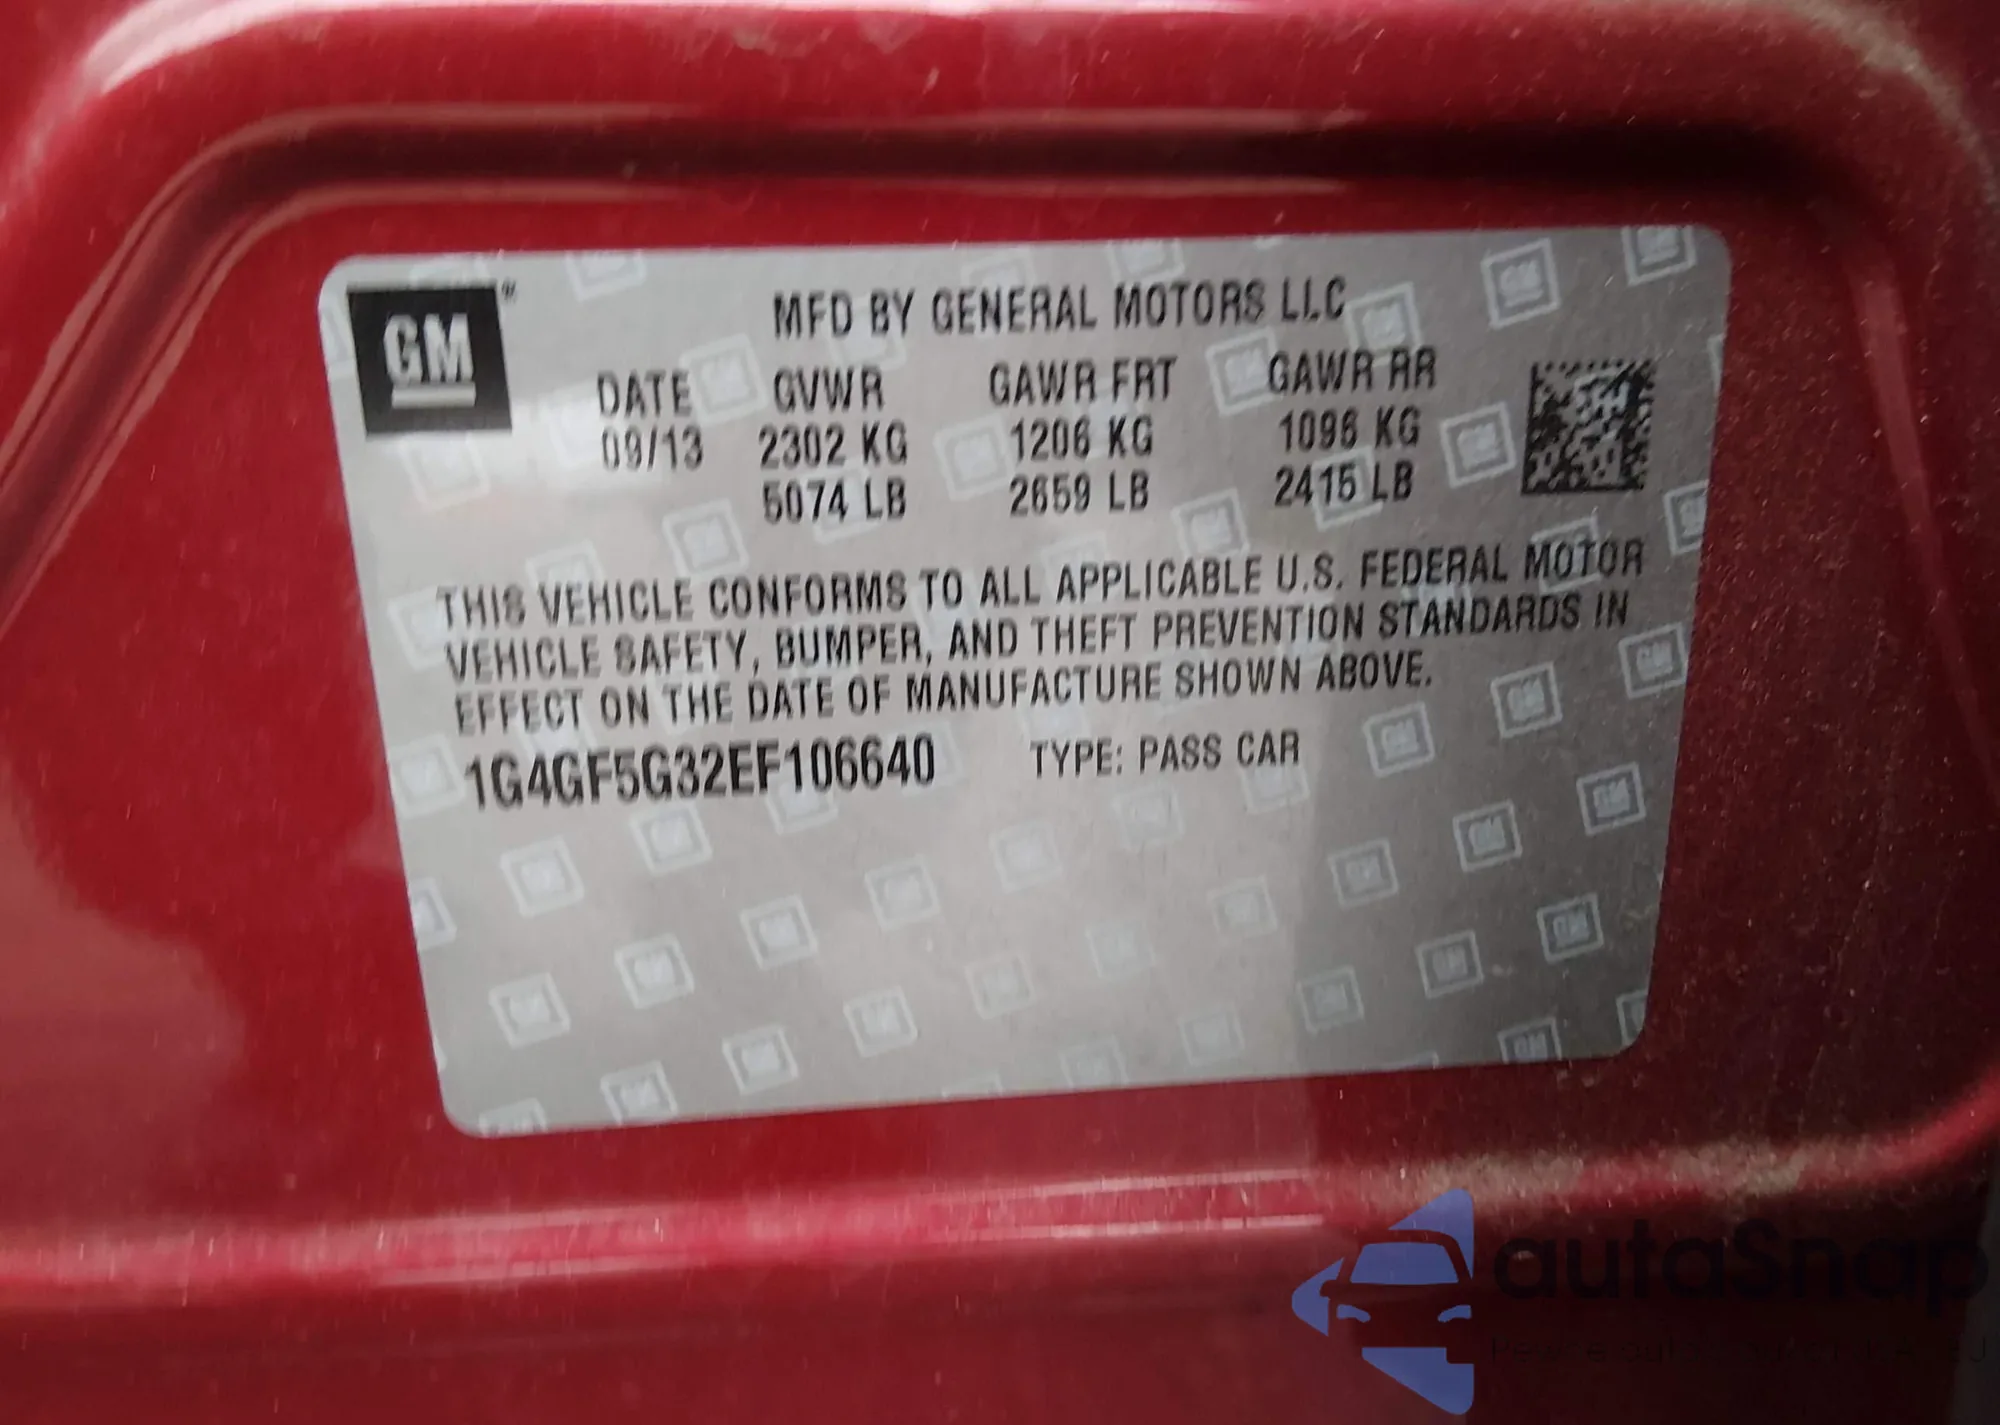 GM®
MFD BY GENERAL MOTORS LLC
DATE GVWR GAWR FRT GAWR RR
09/13 2302 KG 1206 KG 1096 KG
5074 LB 2659 LB 2415 LB
THIS VEHICLE CONFORMS TO ALL APPLICABLE U.S. FEDERAL MOTOR
VEHICLE SAFETY, BUMPER, AND THEFT PREVENTION STANDARDS IN
EFFECT ON THE DATE OF MANUFACTURE SHOWN ABOVE.
1G4GF5G32EF106640 TYPE: PASS CAR
autaSnap